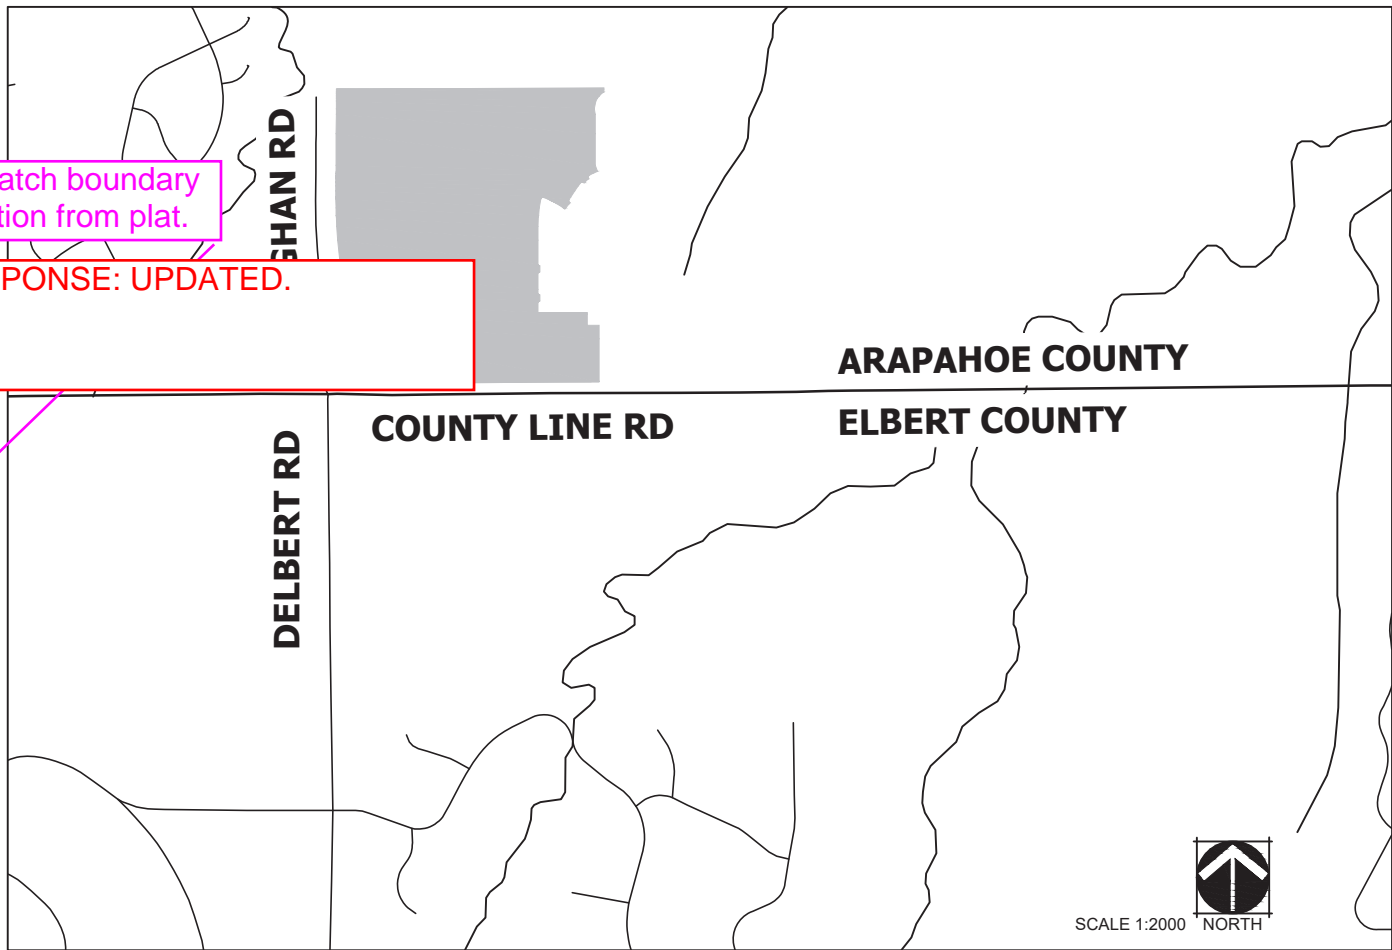 atch boundary
tion from plat.
GHAN RD
PONSE: UPDATED.
ARAPAHOE COUNTY
COUNTY LINE RD
ELBERT COUNTY
DELBERT RD
SCALE 1:2000
NORTH